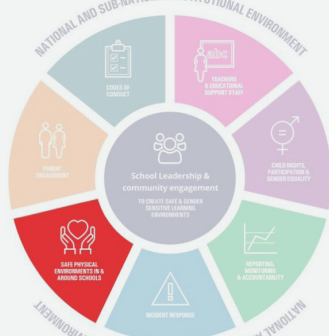 NATIONAL AND SUB-NATIONAL INSTITUTIONAL ENVIRONMENT
CODES OF
CONDUCT
abc
TEACHERS
& EDUCATIONAL
SUPPORT STAFF
PARENT
ENGAGEMENT
School Leadership &
community engagement
TO CREATE SAFE & GENDER
SENSITIVE LEARNING
ENVIRONMENTS
CHILD RIGHTS,
PARTICIPATION &
GENDER EQUALITY
SAFE PHYSICAL
ENVIRONMENTS IN &
AROUND SCHOOLS
INCIDENT RESPONSE
REPORTING,
MONITORING
& ACCOUNTABILITY
ENVIRONMENT
NATIONAL